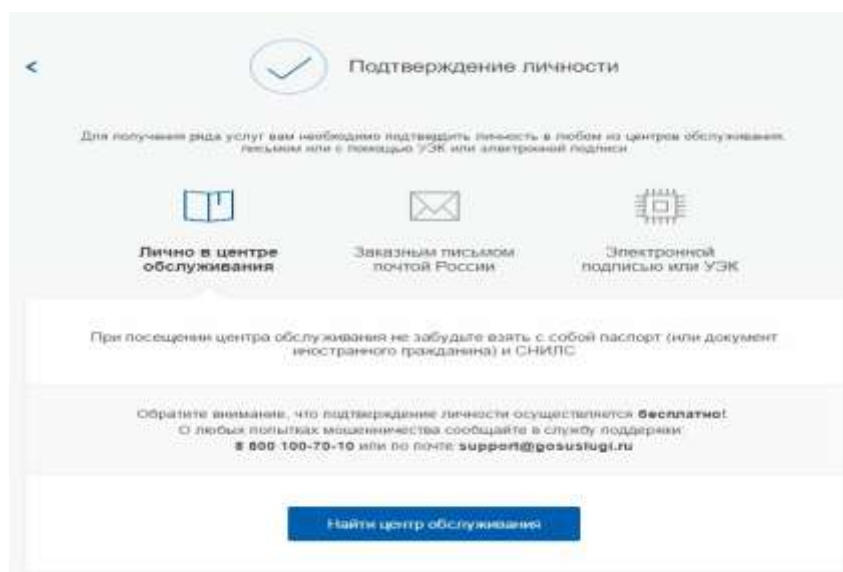 <
Подтверждение личности
Для получения ряда услуг вам необходимо подтвердить личность в любом из центров обслуживания,
письмом или с помощью УЭК или электронной подписи
Лично в центре
обслуживания
Заказным письмом
почтой России
Электронной
подписью или УЭК
При посещении центра обслуживания не забудьте взять с собой паспорт (или документ
иностранного гражданина) и СНИЛС
Обратите внимание, что подтверждение личности осуществляется бесплатно!
О любых попытках мошенничества сообщайте в службу поддержки
8 800 100-70-10 или по почте support@gosuslugi.ru
Найти центр обслуживания